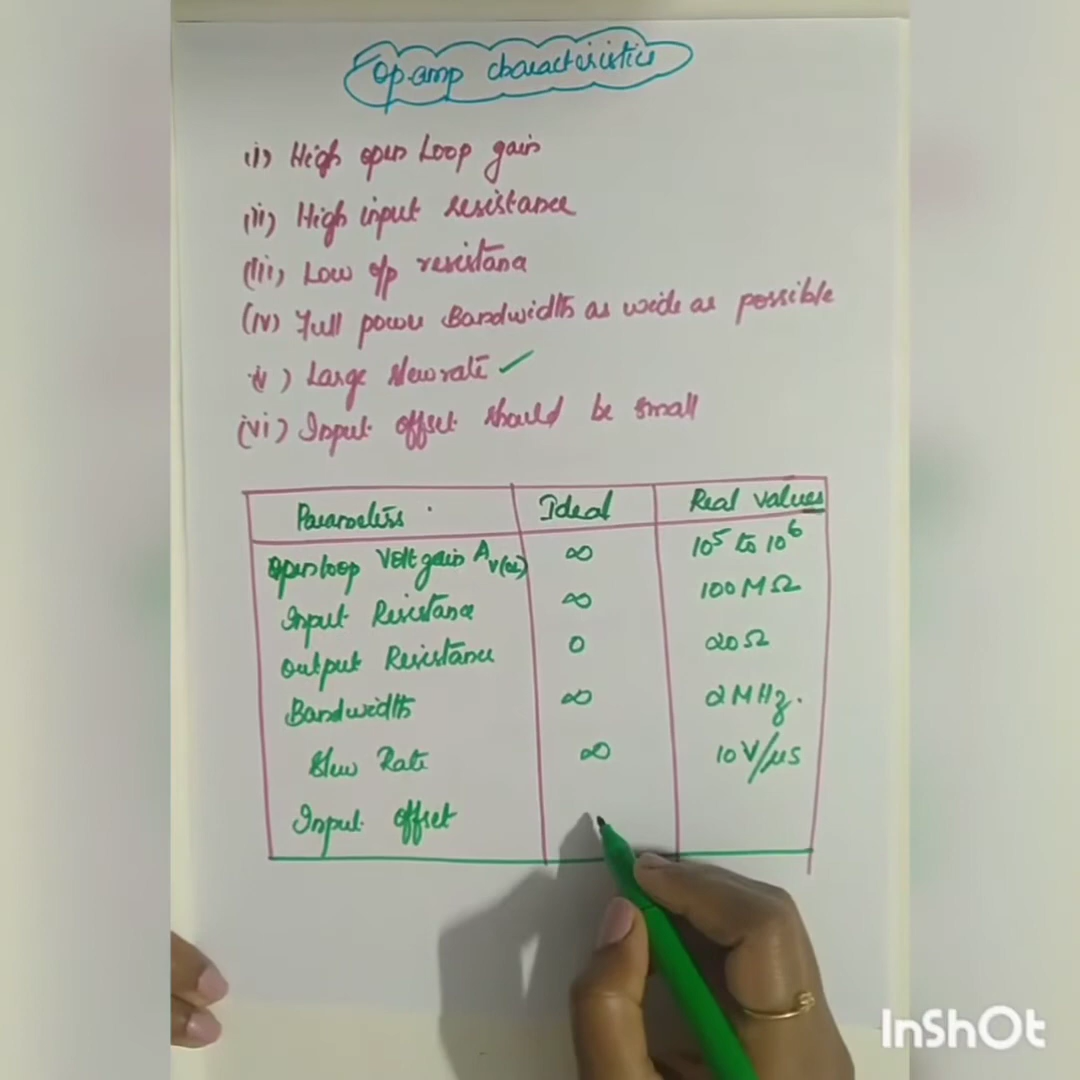 Op-amp characteristics
(i) High open Loop gain
(ii) High input resistance
(iii) Low o/p resistance
(iv) Full power Bandwidth as wide as possible
(v) Large slew rate ✓
(vi) Input offset should be small
Parameters Ideal Real values
Open loop Volt gain Av(OL) ∞ 10⁵ to 10⁶
Input Resistance ∞ 100 MΩ
Output Resistance 0 20Ω
Bandwidth ∞ 2 MHz.
Slew Rate ∞ 10V/μs
Input offset
InShOt